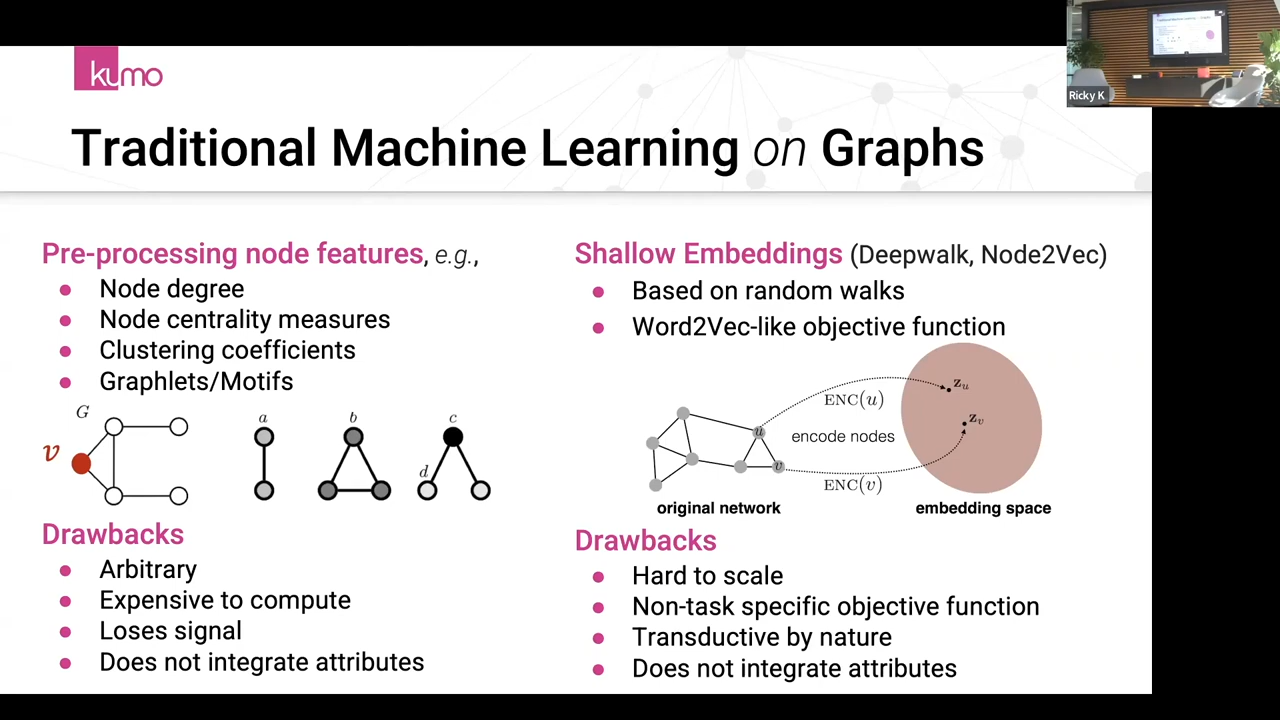 kumo
Ricky K
Traditional Machine Learning on Graphs
Pre-processing node features, e.g.,
Node degree
Node centrality measures
Clustering coefficients
Graphlets/Motifs
G
v
a
b
c
d
Drawbacks
Arbitrary
Expensive to compute
Loses signal
Does not integrate attributes
Shallow Embeddings (Deepwalk, Node2Vec)
Based on random walks
Word2Vec-like objective function
u
v
ENC(u)
encode nodes
ENC(v)
z_u
z_v
original network
embedding space
Drawbacks
Hard to scale
Non-task specific objective function
Transductive by nature
Does not integrate attributes